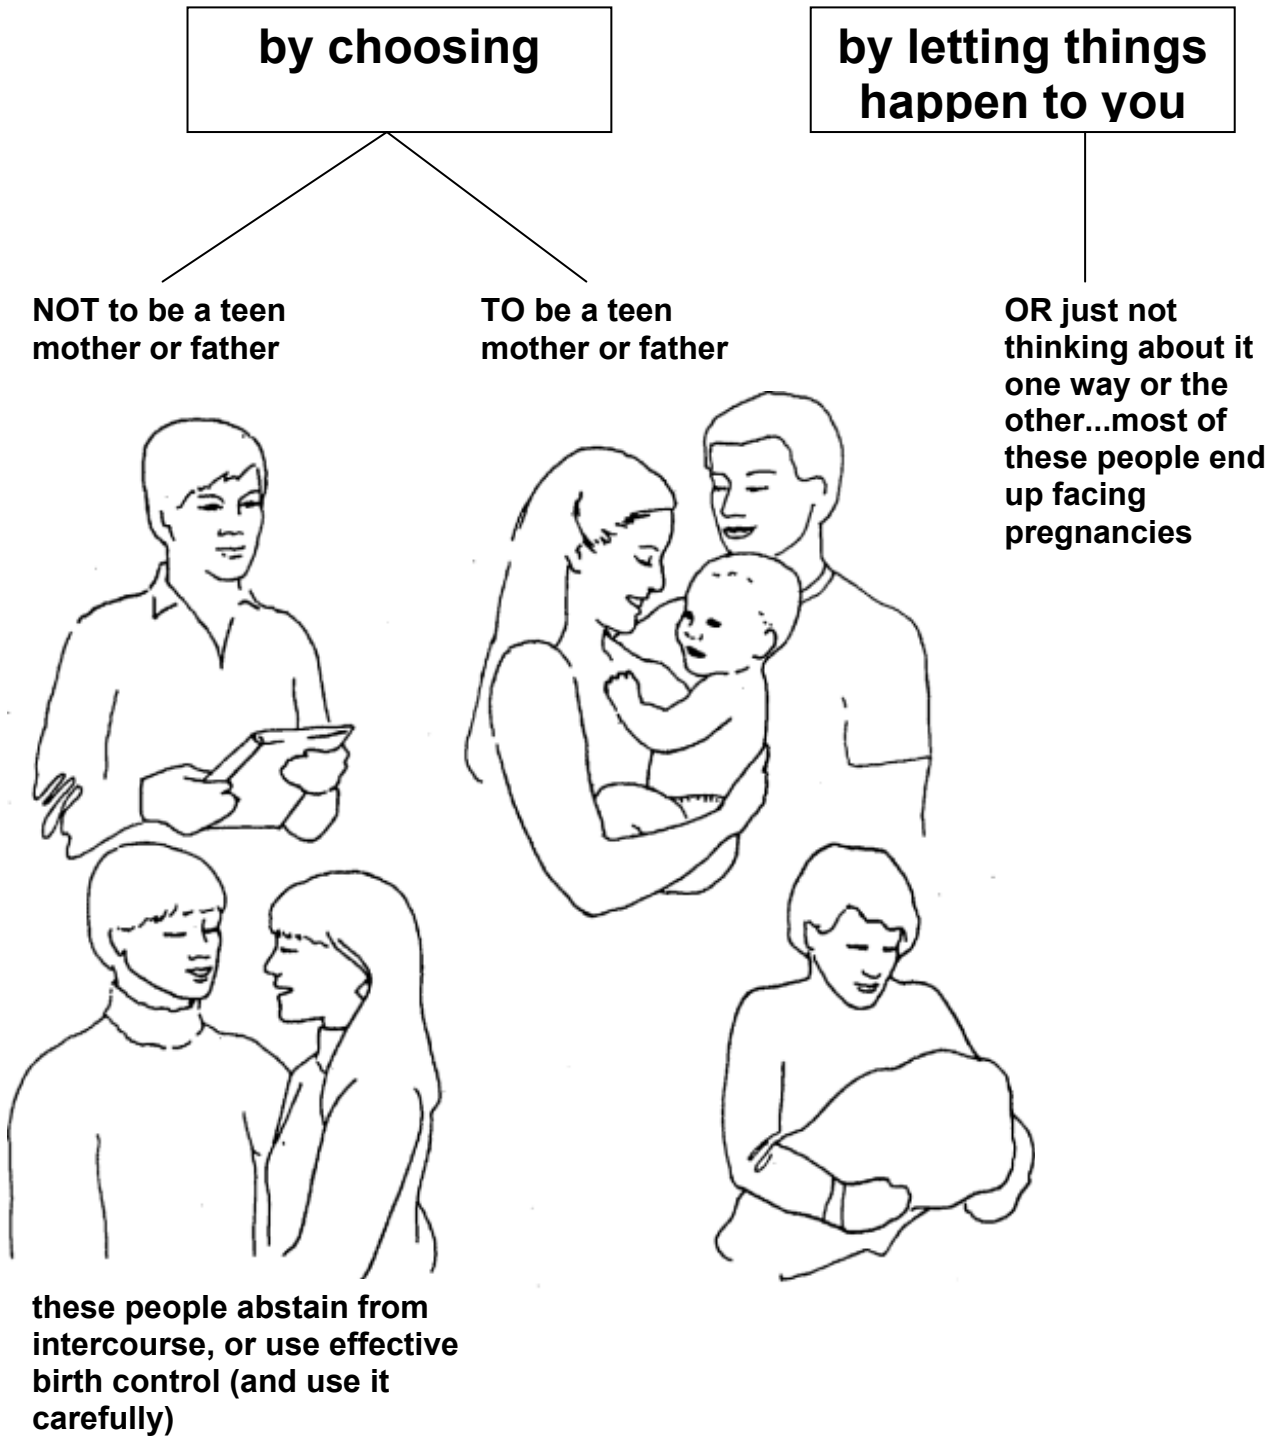 by choosing
by letting things
happen to you
NOT to be a teen
mother or father
TO be a teen
mother or father
OR just not
thinking about it
one way or the
other...most of
these people end
up facing
pregnancies
these people abstain from
intercourse, or use effective
birth control (and use it
carefully)